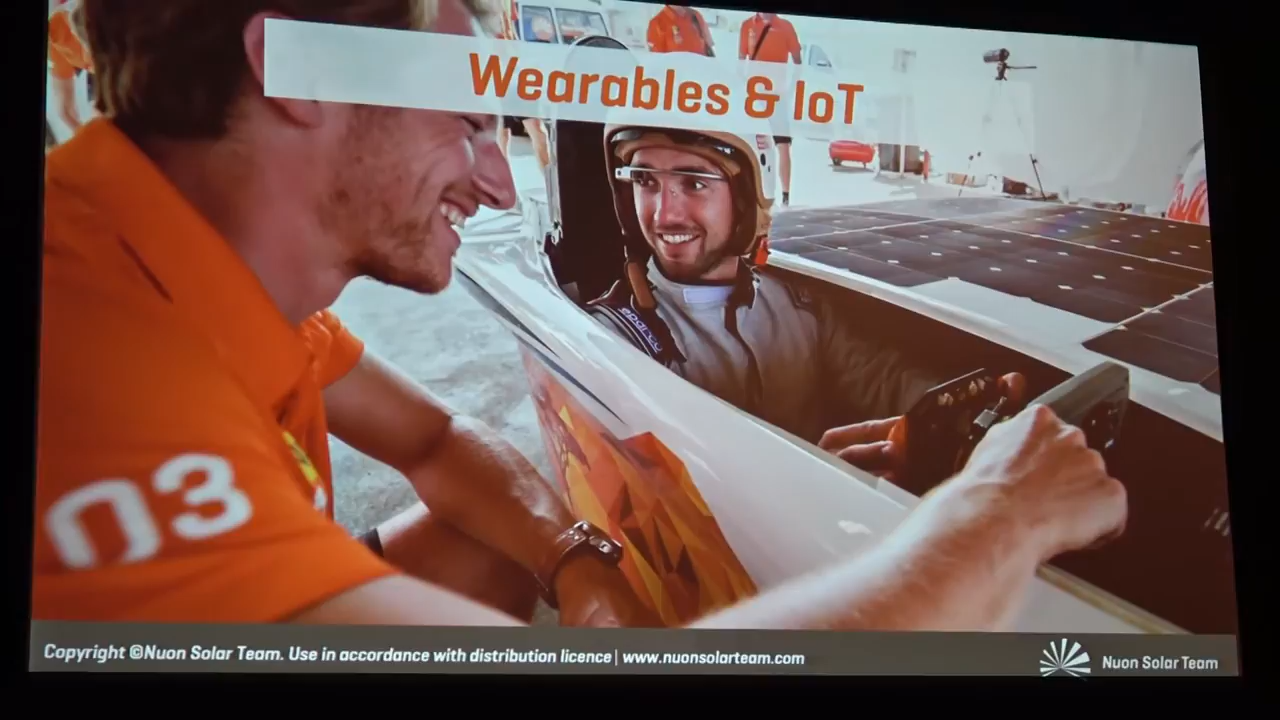 Wearables & IoT
sparco
03
Copyright ©Nuon Solar Team. Use in accordance with distribution licence | www.nuonsolarteam.com
Nuon Solar Team